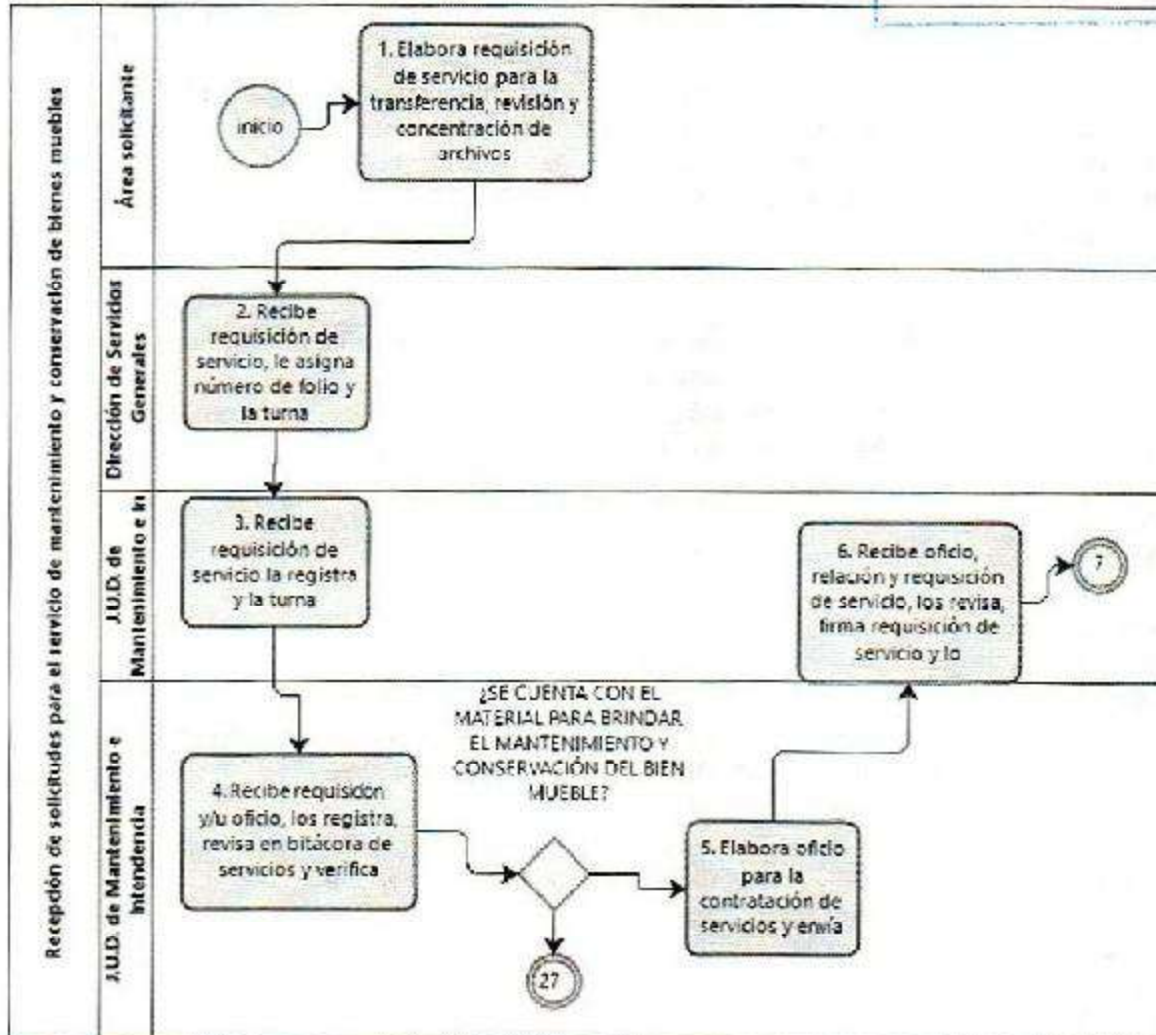 Recepción de solicitudes para el servicio de mantenimiento y conservación de bienes muebles
Área solicitante
inicio
1. Elabora requisición
de servicio para la
transferencia, revisión y
concentración de
archivos
Dirección de Servicios
Generales
2. Recibe
requisición de
servicio, le asigna
número de folio y
la turna
J.U.D. de
Mantenimiento e In
3. Recibe
requisición de
servicio la registra
y la turna
6. Recibe oficio,
relación y requisición
de servicio, los revisa,
firma requisición de
servicio y lo
7
J.U.D. de Mantenimiento e
Intendencia
4. Recibe requisición
y/u oficio, los registra,
revisa en bitácora de
servicios y verifica
¿SE CUENTA CON EL
MATERIAL PARA BRINDAR
EL MANTENIMIENTO Y
CONSERVACIÓN DEL BIEN
MUEBLE?
5. Elabora oficio
para la
contratación de
servicios y envía
27